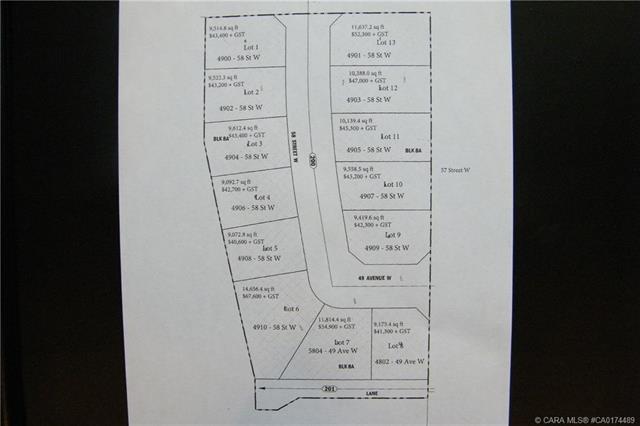 9,514.8 sq ft
$43,400 + GST
Lot 1
4900 - 58 St W
9,522.3 sq ft
$43,200 + GST
Lot 2
4902 - 58 St W
9,612.4 sq ft
$43,400 + GST
BLK 8A
Lot 3
4904 - 58 St W
9,092.7 sq ft
$42,700 + GST
Lot 4
4906 - 58 St W
9,072.8 sq ft
$40,600 + GST
Lot 5
4908 - 58 St W
14,656.4 sq ft
$67,600 + GST
Lot 6
4910 - 58 St W
58 STREET W
200
11,637.2 sq ft
$52,300 + GST
Lot 13
4901 - 58 St W
10,388.0 sq ft
$47,000 + GST
Lot 12
4903 - 58 St W
10,139.4 sq ft
$45,500 + GST
Lot 11
4905 - 58 St W
BLK 8A
9,558.5 sq ft
$43,200 + GST
Lot 10
4907 - 58 St W
9,419.6 sq ft
$42,300 + GST
Lot 9
4909 - 58 St W
57 Street W
49 AVENUE W
11,814.4 sq ft
$54,900 + GST
Lot 7
5804 - 49 Ave W
BLK 8A
9,175.4 sq ft
$41,500 + GST
Lot 8
4802 - 49 Ave W
201
LANE
© CARA MLS® #CA0174489